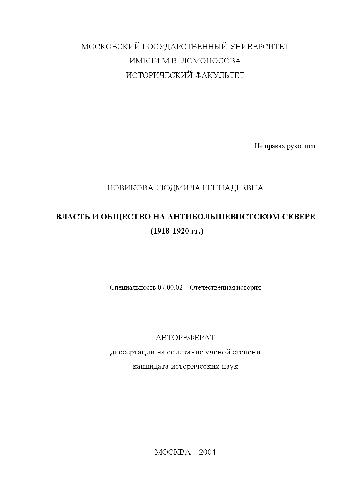 МОСКОВСКИЙ ГОСУДАРСТВЕННЫЙ УНИВЕРСИТЕТ
ИМЕНИ М.В. ЛОМОНОСОВА
ИСТОРИЧЕСКИЙ ФАКУЛЬТЕТ
На правах рукописи
НОВИКОВА ЛЮДМИЛА ГЕННАДЬЕВНА
ВЛАСТЬ И ОБЩЕСТВО НА АНТИБОЛЬШЕВИСТСКОМ СЕВЕРЕ
(1918-1920 гг.)
Специальность 07.00.02 – Отечественная история
АВТОРЕФЕРАТ
диссертации на соискание ученой степени
кандидата исторических наук
МОСКВА – 2004